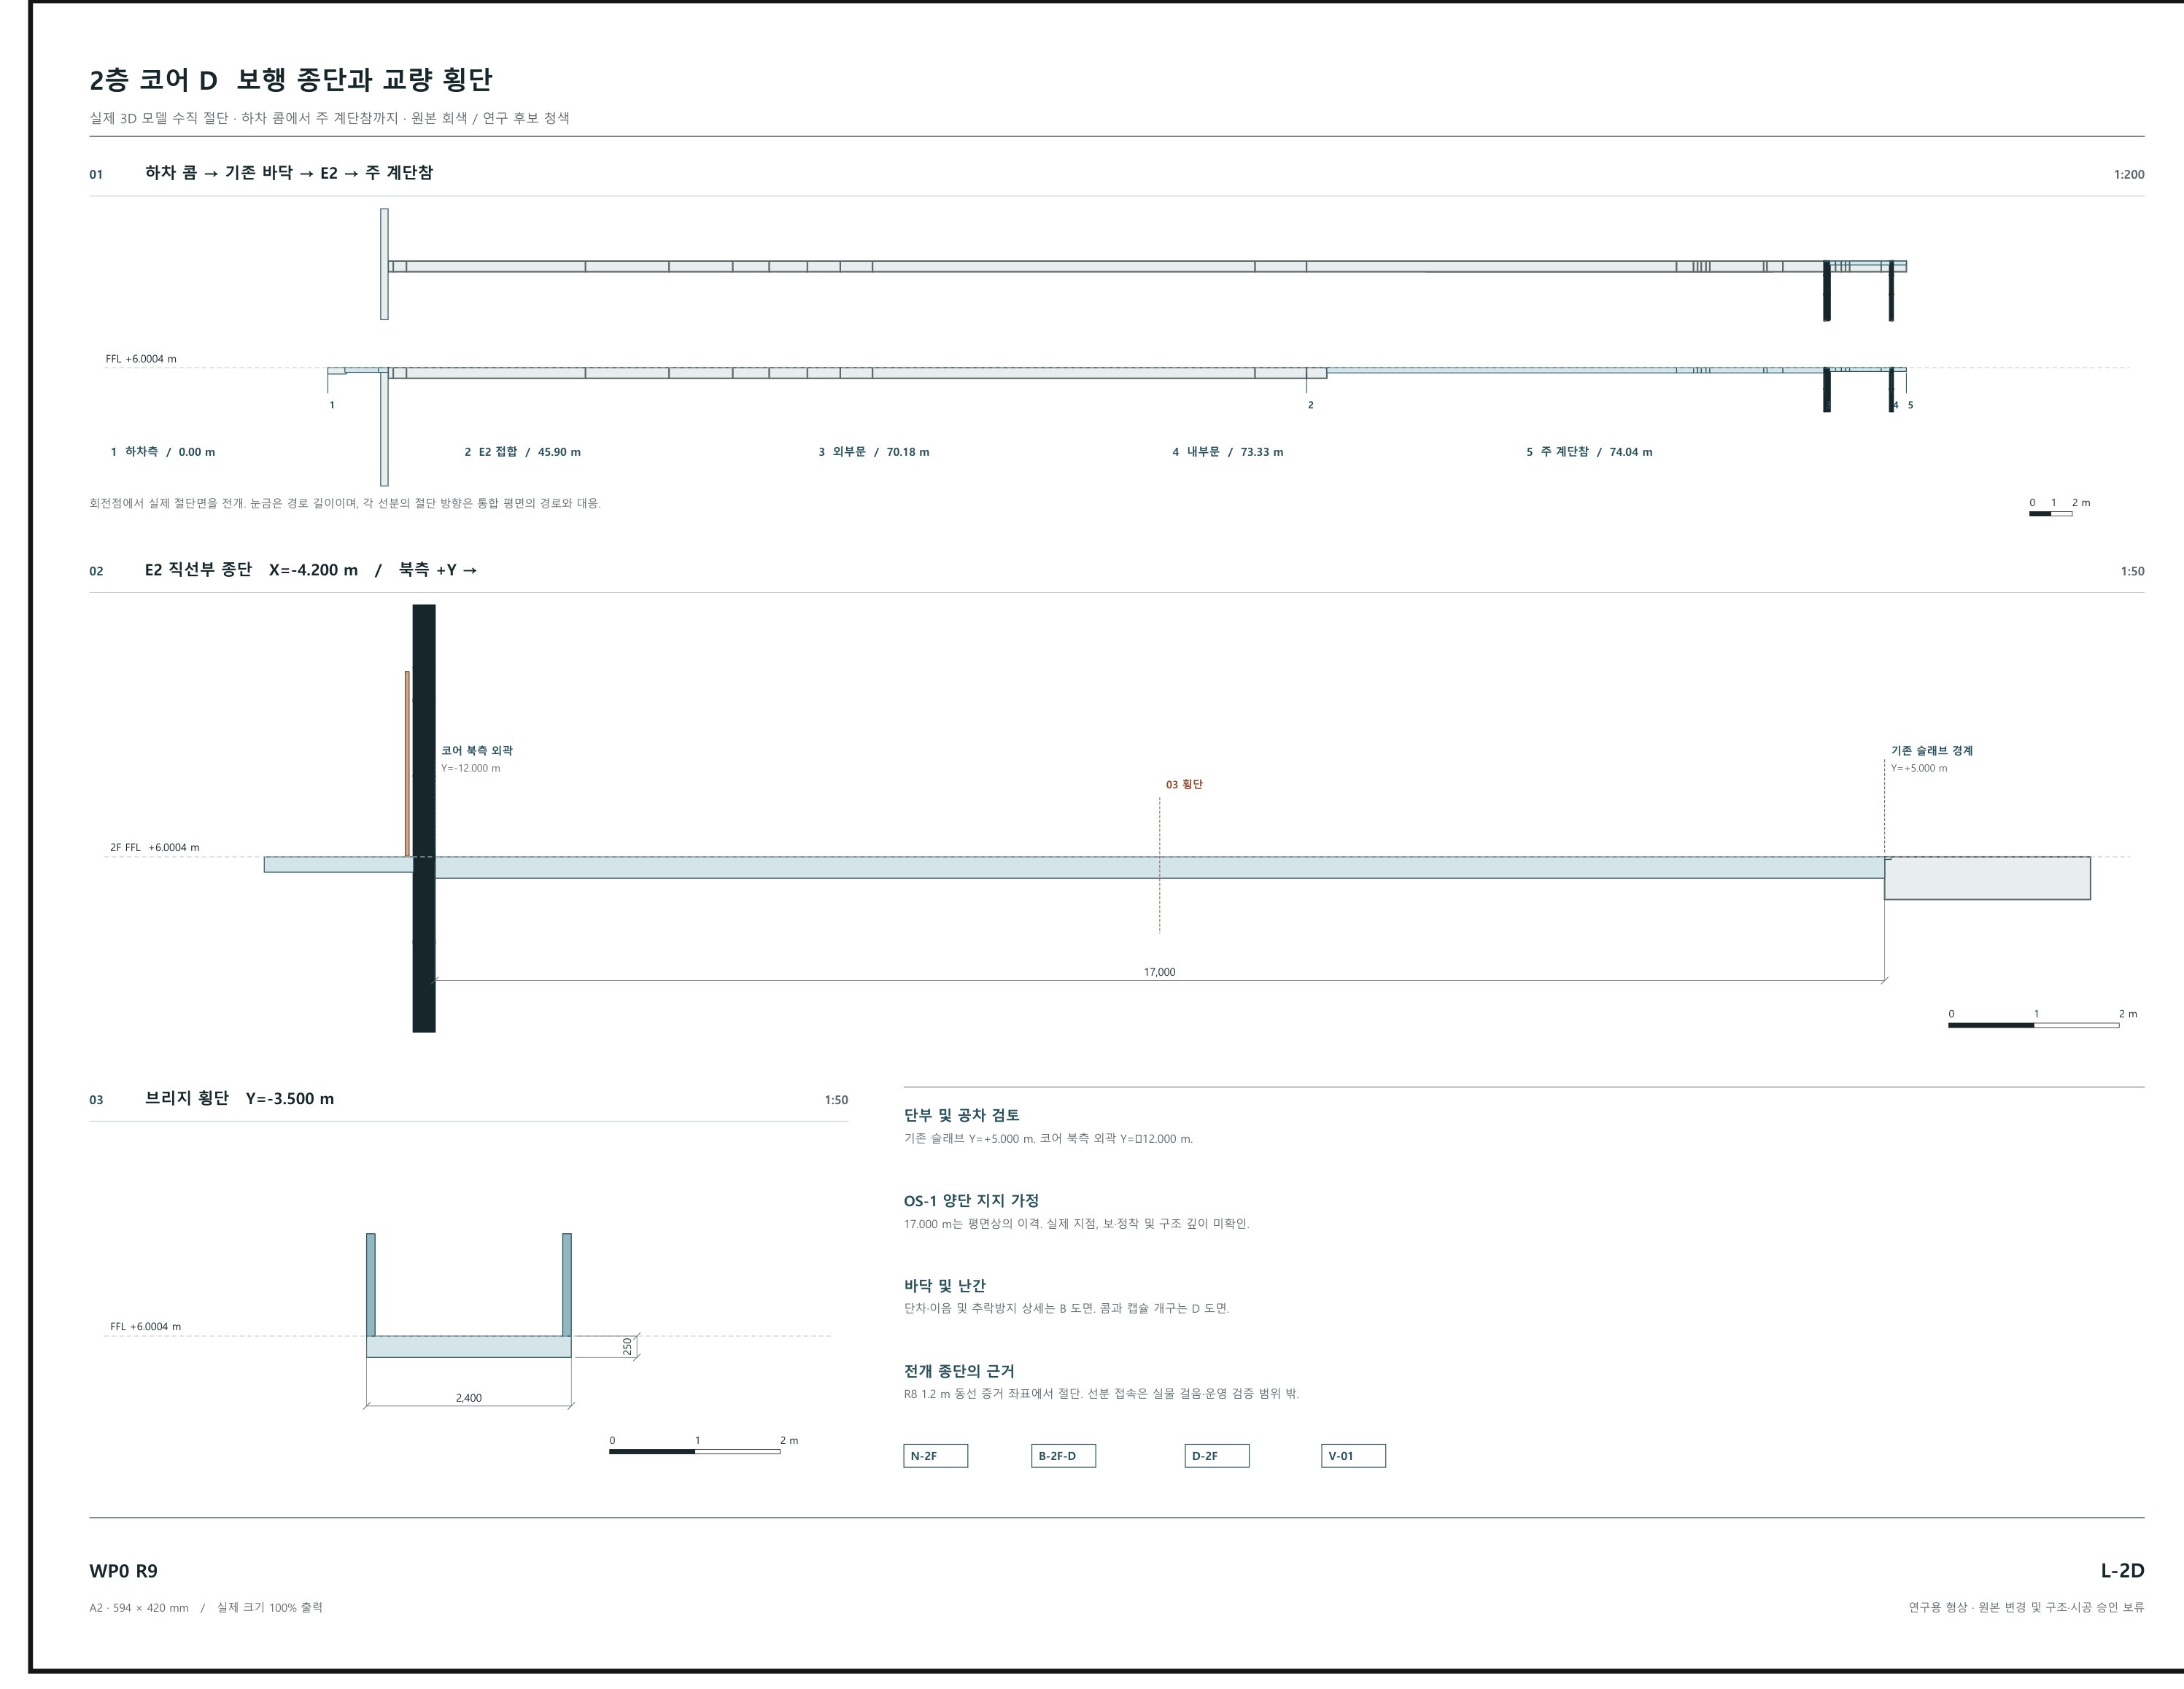 2층 코어 D 보행 종단과 교량 횡단
실제 3D 모델 수직 절단 · 하차 콤에서 주 계단참까지 · 원본 회색 / 연구 후보 청색
01 하차 콤 → 기존 바닥 → E2 → 주 계단참 1:200
FFL +6.0004 m
1 2 4 5
1 하차측 / 0.00 m 2 E2 접합 / 45.90 m 3 외부문 / 70.18 m 4 내부문 / 73.33 m 5 주 계단참 / 74.04 m
회전점에서 실제 절단면을 전개. 눈금은 경로 길이이며, 각 선분의 절단 방향은 통합 평면의 경로와 대응.
0 1 2 m
02 E2 직선부 종단 X=-4.200 m / 북측 +Y → 1:50
코어 북측 외곽
Y=-12.000 m
기존 슬래브 경계
Y=+5.000 m
03 횡단
2F FFL +6.0004 m
17,000
0 1 2 m
03 브리지 횡단 Y=-3.500 m 1:50
FFL +6.0004 m
250
2,400
0 1 2 m
단부 및 공차 검토
기존 슬래브 Y=+5.000 m. 코어 북측 외곽 Y=▯12.000 m.
OS-1 양단 지지 가정
17.000 m는 평면상의 이격. 실제 지점, 보·정착 및 구조 깊이 미확인.
바닥 및 난간
단차·이음 및 추락방지 상세는 B 도면. 콤과 캡슐 개구는 D 도면.
전개 종단의 근거
R8 1.2 m 동선 증거 좌표에서 절단. 선분 접속은 실물 걸음·운영 검증 범위 밖.
N-2F B-2F-D D-2F V-01
WP0 R9 L-2D
A2 · 594 × 420 mm / 실제 크기 100% 출력 연구용 형상 · 원본 변경 및 구조·시공 승인 보류